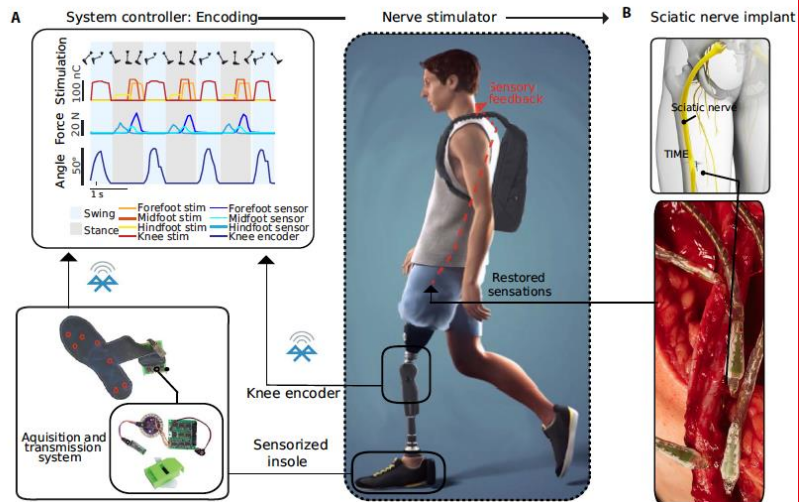 A
System controller: Encoding
Nerve stimulator
B
Sciatic nerve implant
Stimulation
100 nC
Force
20 N
Angle
50°
1 s
Swing
Stance
Forefoot stim
Midfoot stim
Hindfoot stim
Knee stim
Forefoot sensor
Midfoot sensor
Hindfoot sensor
Knee encoder
Sensory
feedback
Sciatic nerve
TIME
Restored
sensations
Knee encoder
Aquisition and
transmission
system
Sensorized
insole